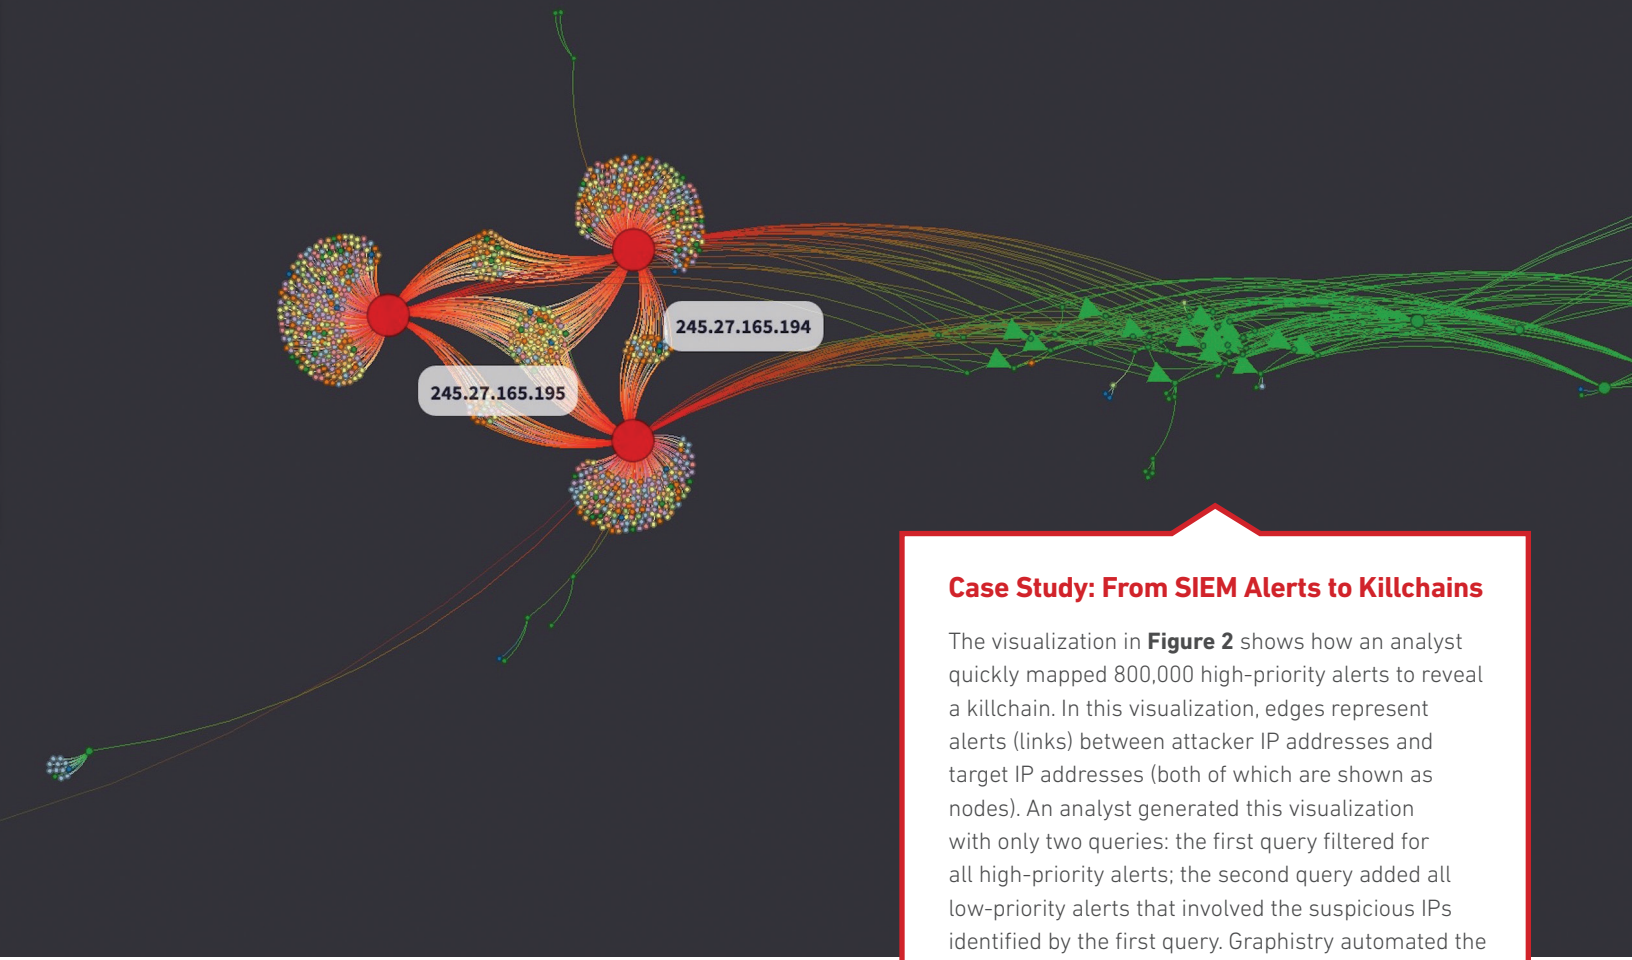 245.27.165.194
245.27.165.195
Case Study: From SIEM Alerts to Killchains
The visualization in Figure 2 shows how an analyst
quickly mapped 800,000 high-priority alerts to reveal
a killchain. In this visualization, edges represent
alerts (links) between attacker IP addresses and
target IP addresses (both of which are shown as
nodes). An analyst generated this visualization
with only two queries: the first query filtered for
all high-priority alerts; the second query added all
low-priority alerts that involved the suspicious IPs
identified by the first query. Graphistry automated the